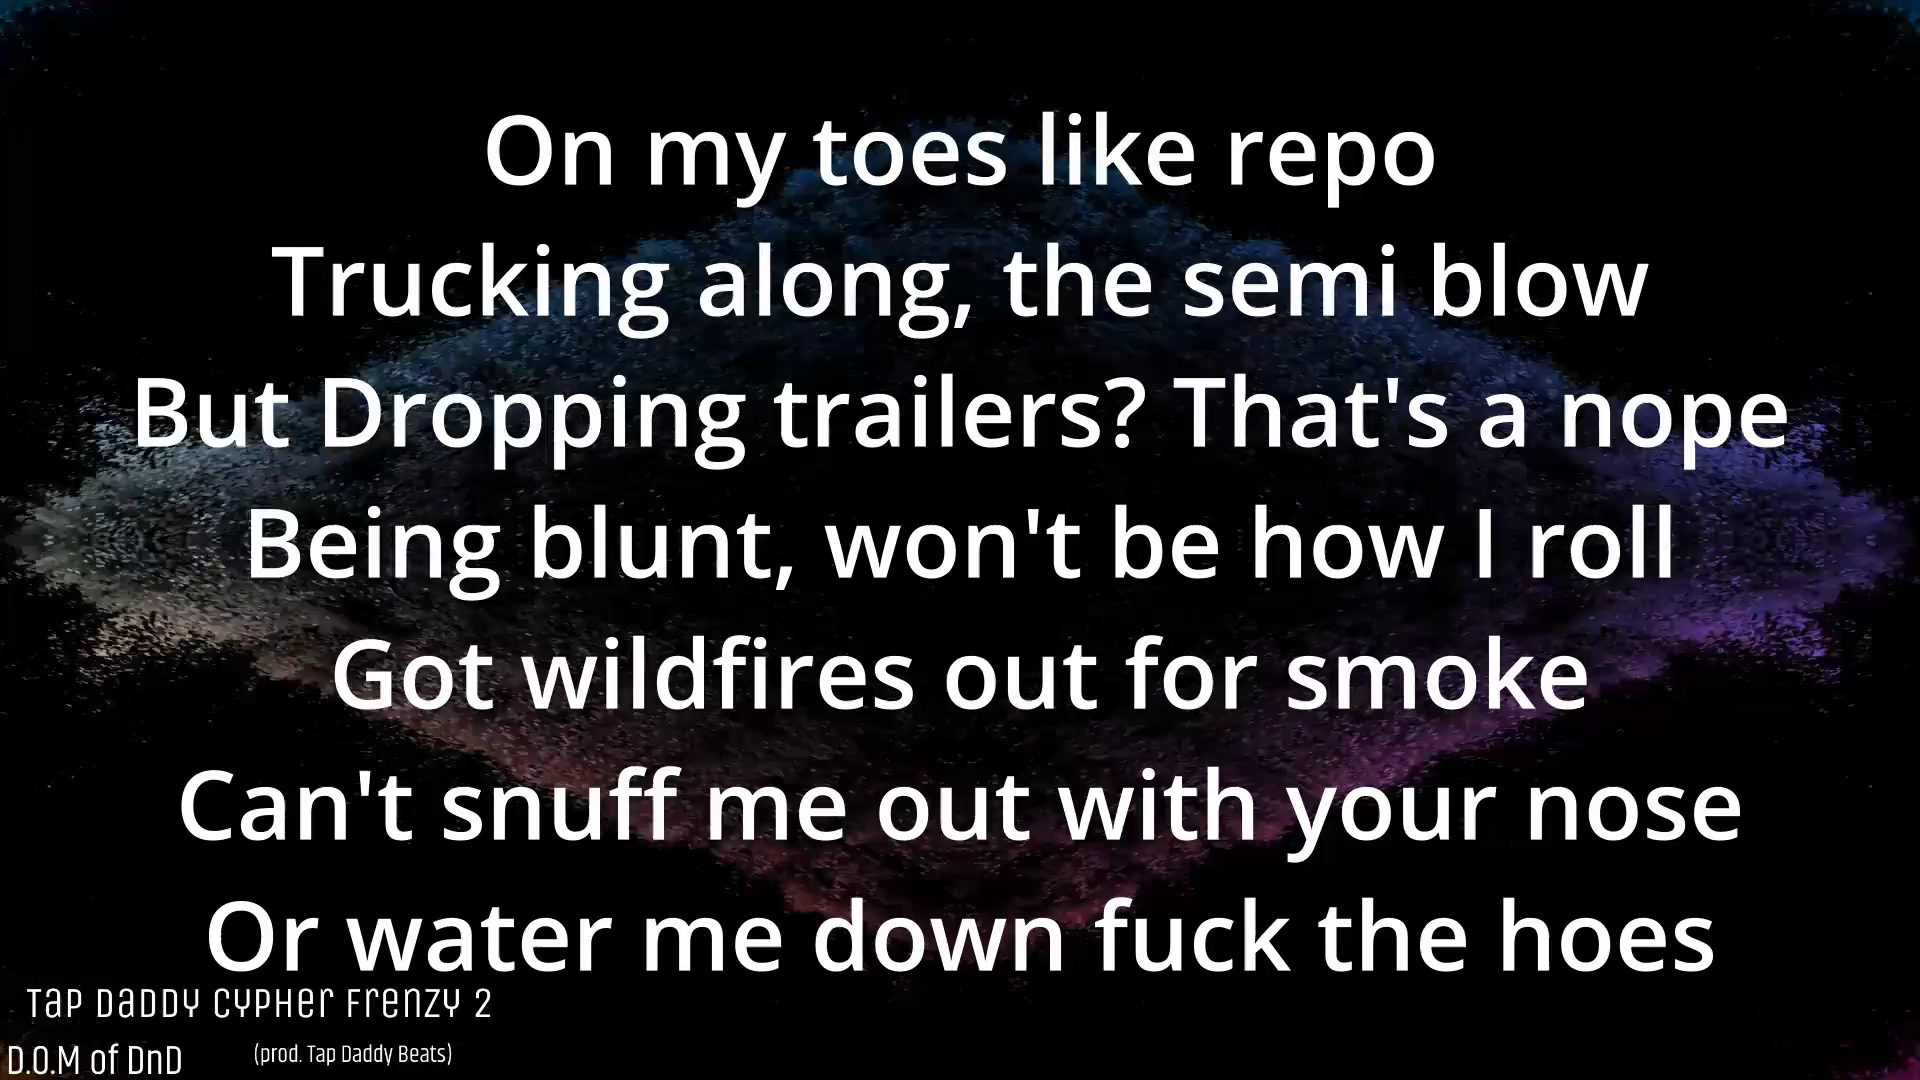 On my toes like repo
Trucking along, the semi blow
But Dropping trailers? That's a nope
Being blunt, won't be how I roll
Got wildfires out for smoke
Can't snuff me out with your nose
Or water me down fuck the hoes
Tap Daddy Cypher Frenzy 2
D.O.M of DnD
(prod. Tap Daddy Beats)